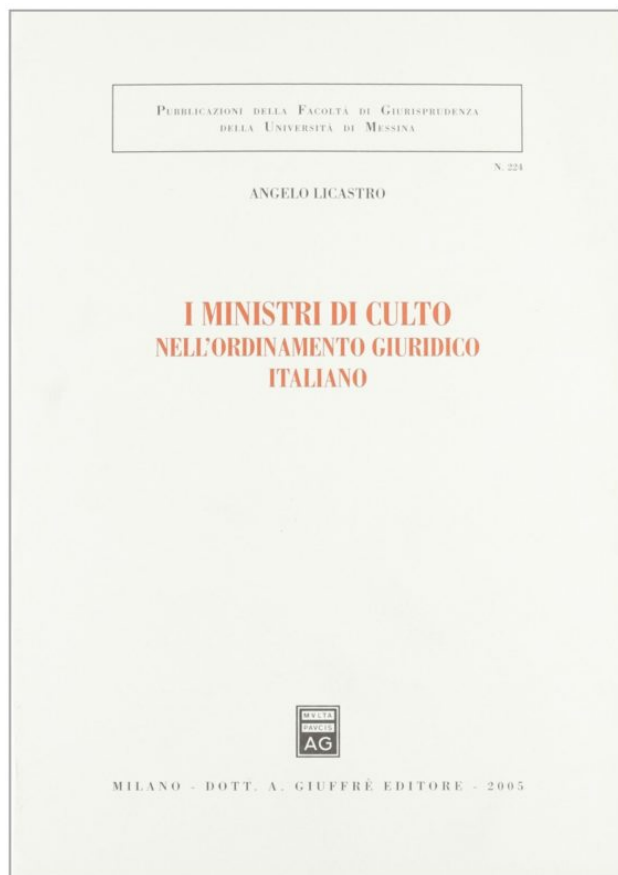 PUBBLICAZIONI DELLA FACOLTÀ DI GIURISPRUDENZA
DELLA UNIVERSITÀ DI MESSINA
N. 224
ANGELO LICASTRO
I MINISTRI DI CULTO
NELL'ORDINAMENTO GIURIDICO
ITALIANO
MVLTA
PAVCIS
AG
MILANO - DOTT. A. GIUFFRÈ EDITORE - 2005